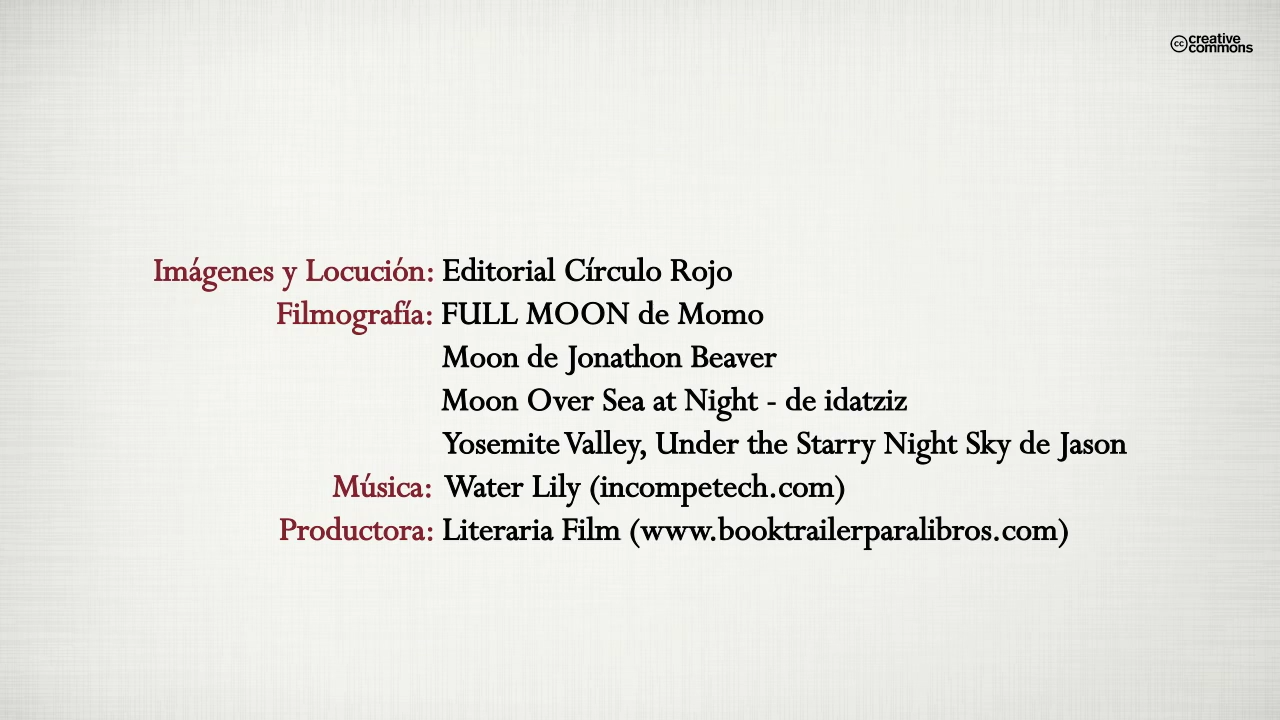 cc creative
commons
Imágenes y Locución: Editorial Círculo Rojo
Filmografía: FULL MOON de Momo
Moon de Jonathon Beaver
Moon Over Sea at Night - de idatziz
Yosemite Valley, Under the Starry Night Sky de Jason
Música: Water Lily (incompetech.com)
Productora: Literaria Film (www.booktrailerparalibros.com)